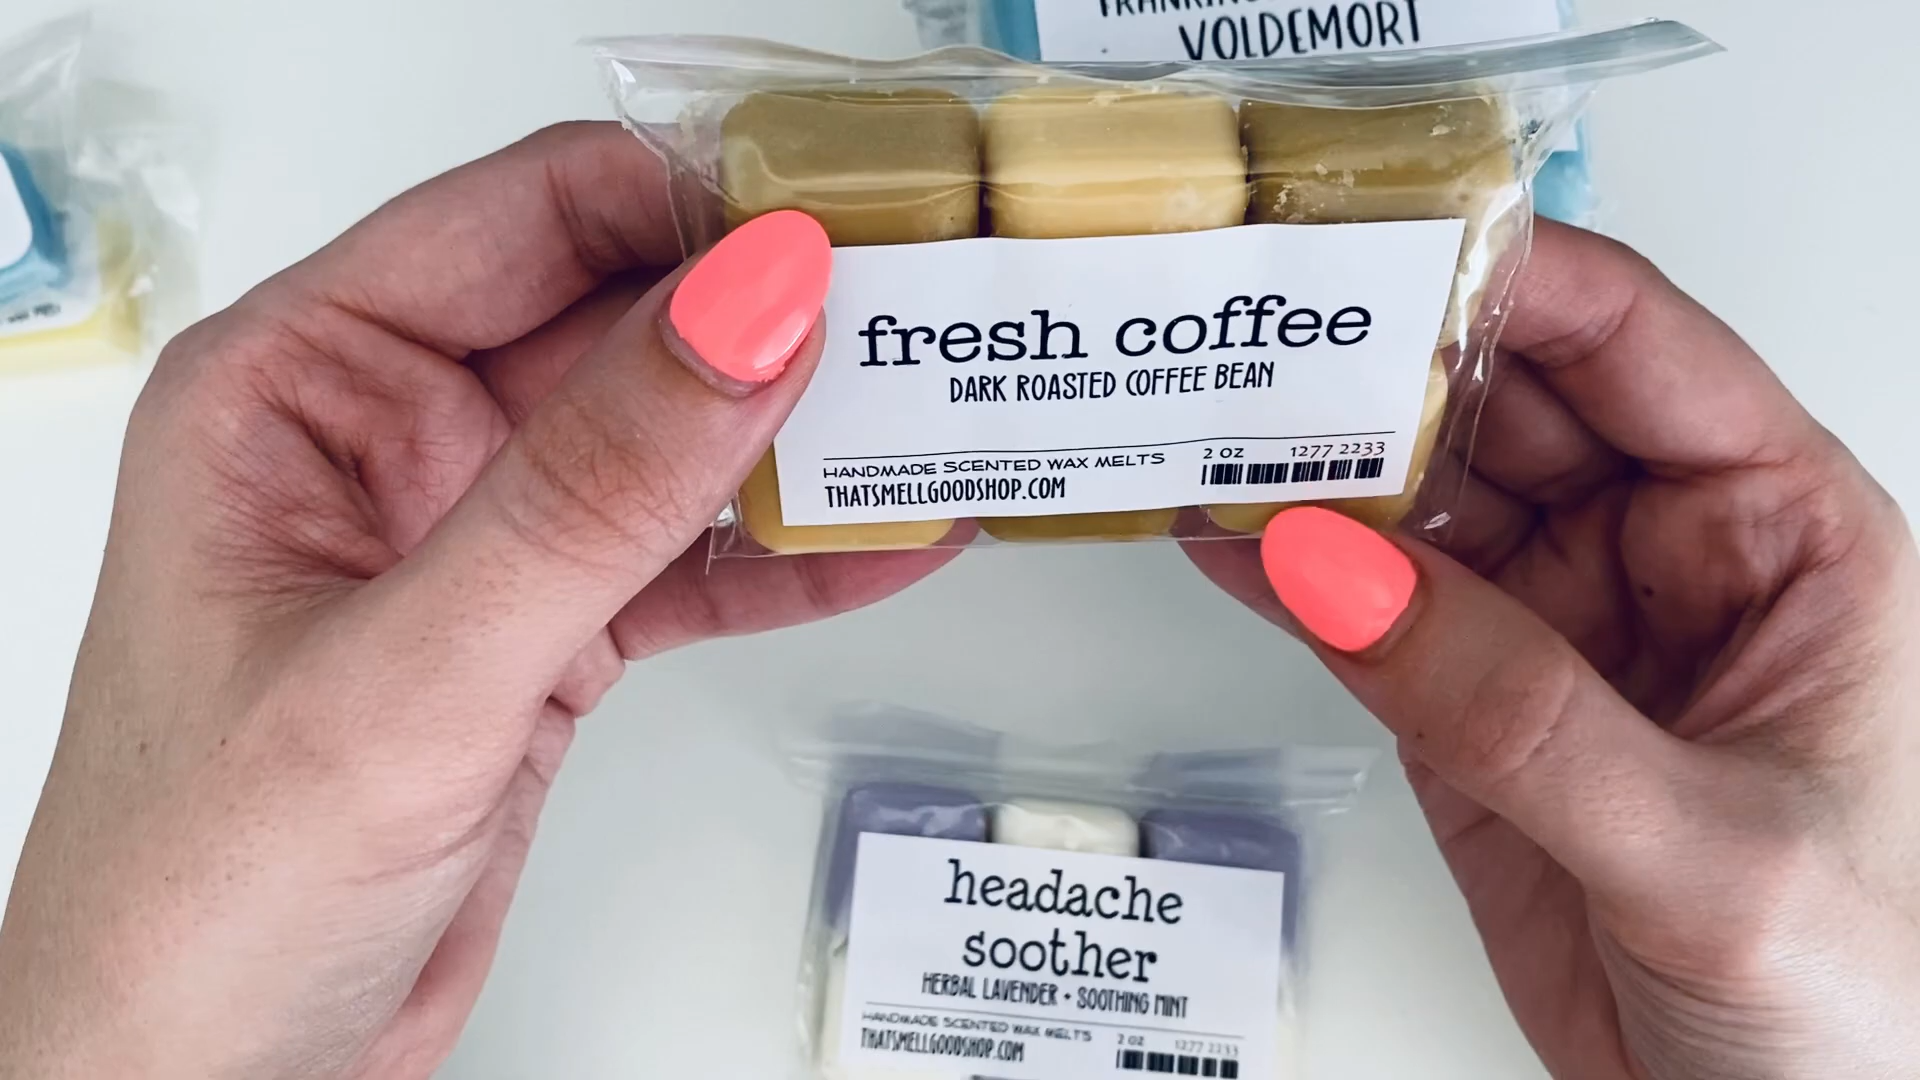 VOLDEMORT
fresh coffee
DARK ROASTED COFFEE BEAN
HANDMADE SCENTED WAX MELTS
THATSMELLGOODSHOP.COM
2 OZ 1277 2233
headache
soother
HERBAL LAVENDER + SOOTHING MINT
HANDMADE SCENTED WAX MELTS
THATSMELLGOODSHOP.COM
2 OZ 1277 2233